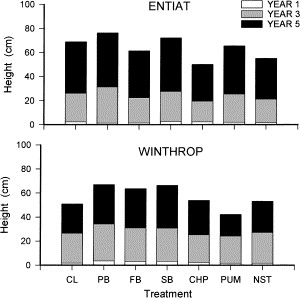 ENTIAT
YEAR 1
YEAR 3
YEAR 5
Height (cm)
100
80
60
40
20
0
WINTHROP
Height (cm)
100
80
60
40
20
0
CL PB FB SB CHP PUM NST
Treatment